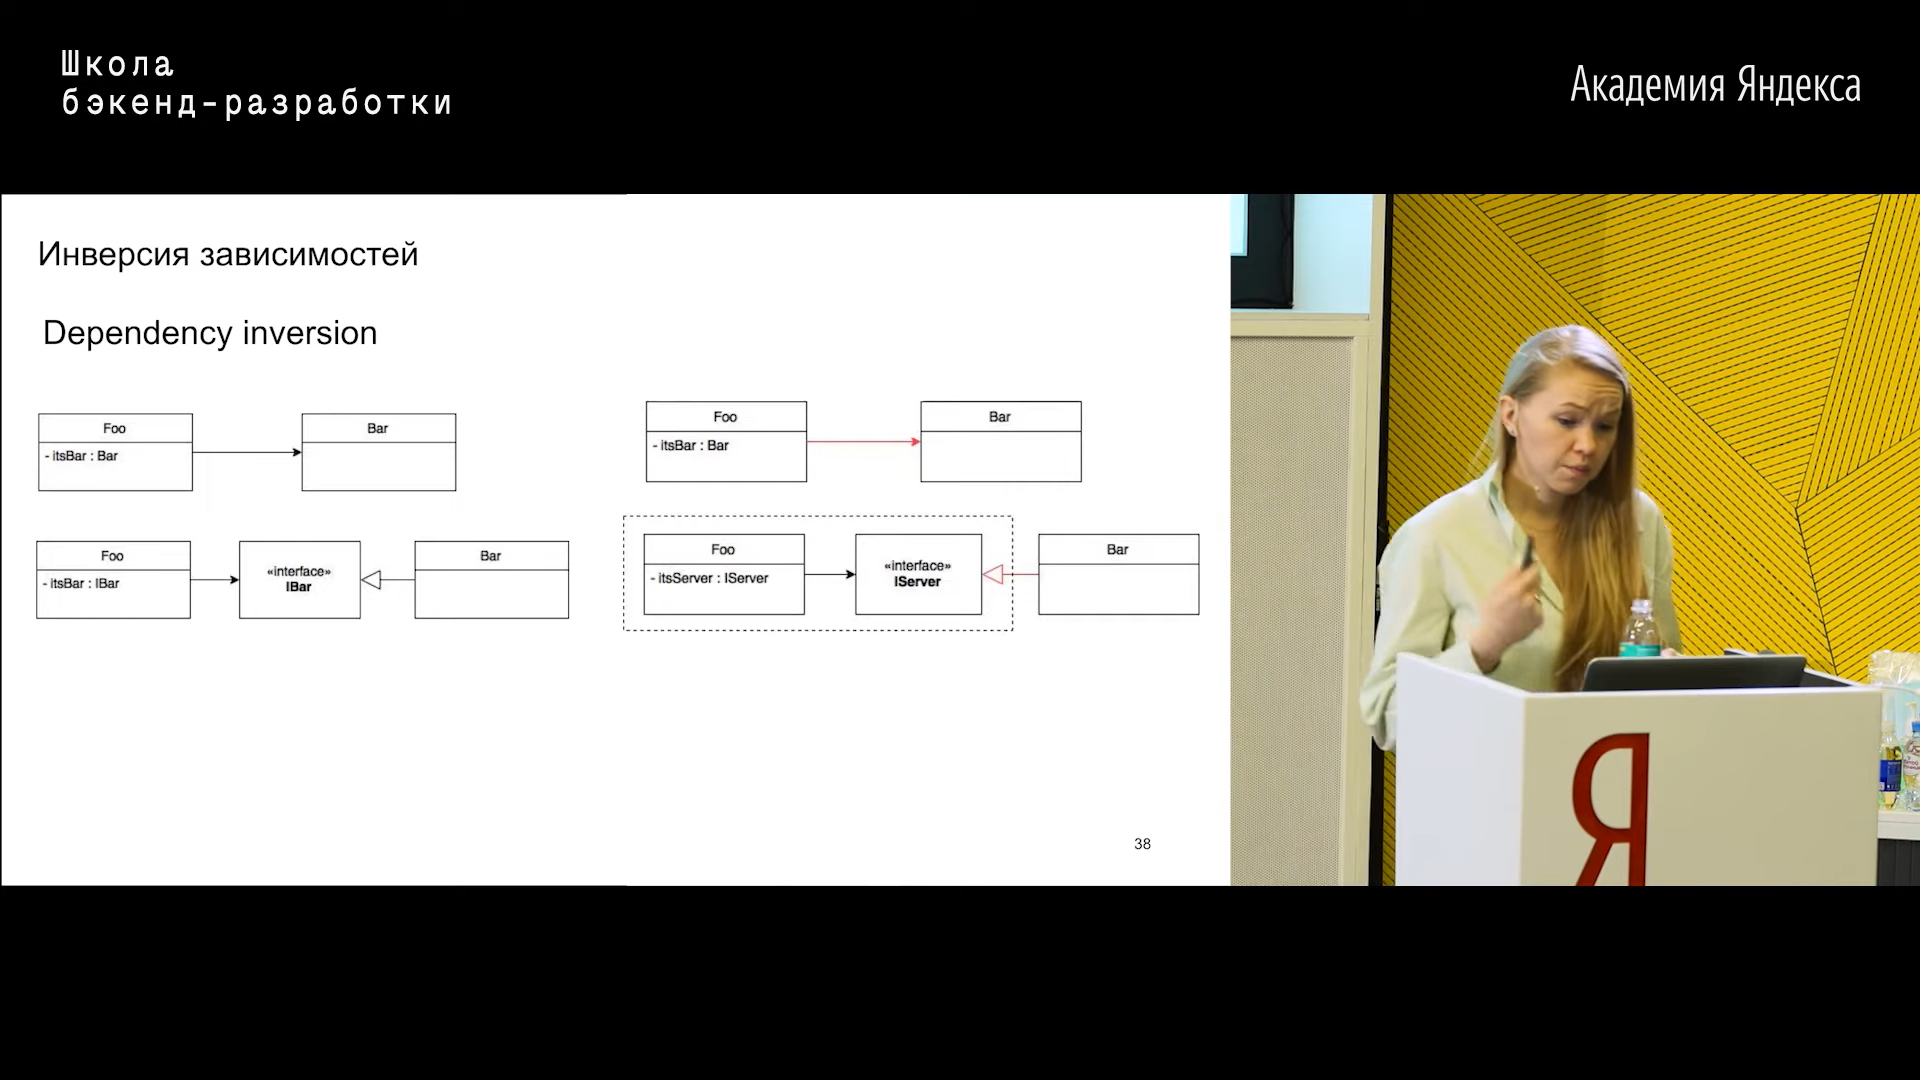 Школа
бэкенд-разработки
Академия Яндекса
Инверсия зависимостей
Dependency inversion
Foo
- itsBar : Bar
Bar
Foo
- itsBar : IBar
«interface»
IBar
Bar
Foo
- itsBar : Bar
Bar
Foo
- itsServer : IServer
«interface»
IServer
Bar
38
Я